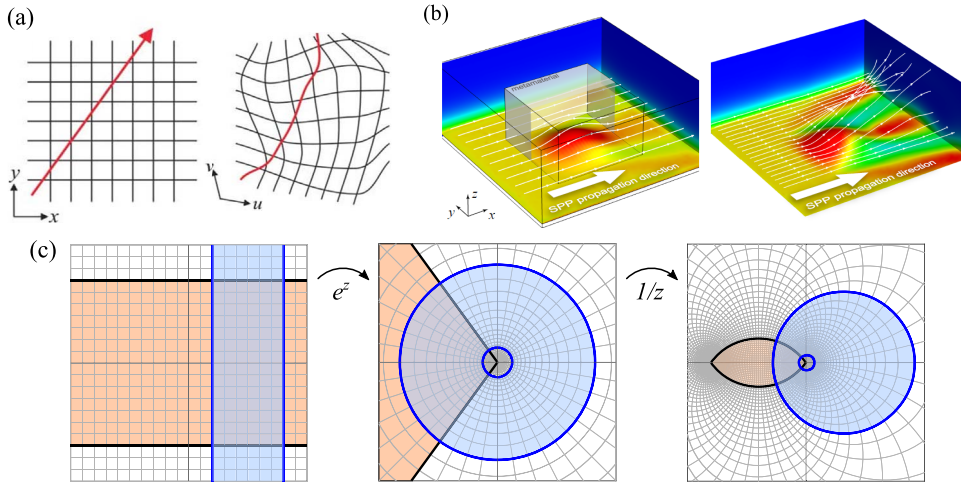 (a)
y
x
v
u
(b)
metamaterial
SPP propagation direction
z
y
x
SPP propagation direction
(c)
e^z
1/z